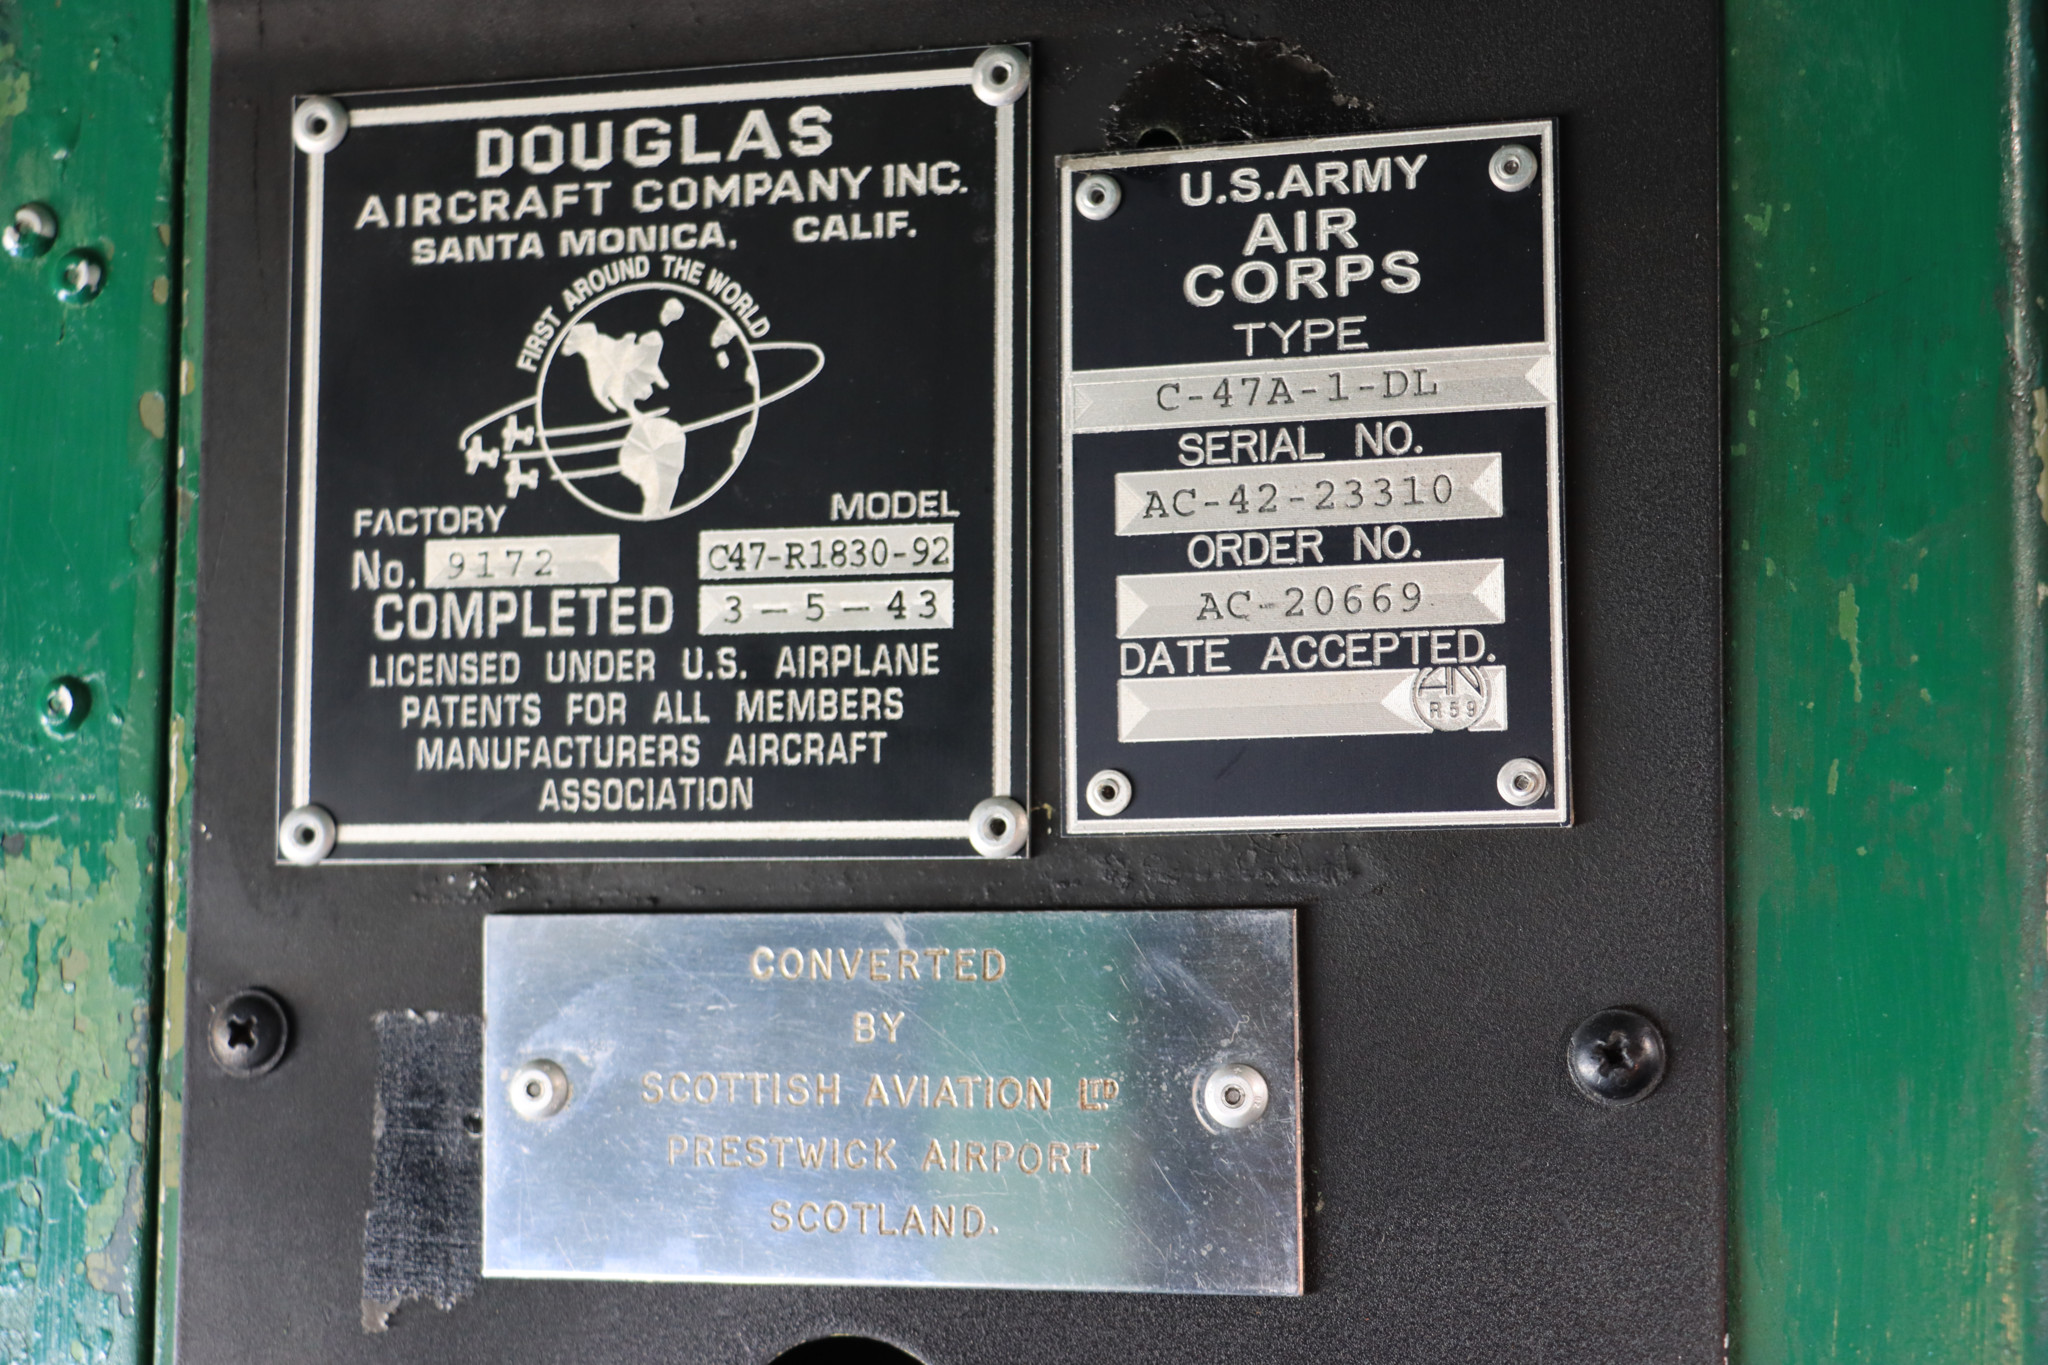 DOUGLAS
AIRCRAFT COMPANY INC.
SANTA MONICA, CALIF.
FIRST AROUND THE WORLD
FACTORY
No. 9172
MODEL
C47-R1830-92
COMPLETED 3-5-43
LICENSED UNDER U.S. AIRPLANE
PATENTS FOR ALL MEMBERS
MANUFACTURERS AIRCRAFT
ASSOCIATION
U.S. ARMY
AIR
CORPS
TYPE
C-47A-1-DL
SERIAL NO.
AC-42-23310
ORDER NO.
AC-20669
DATE ACCEPTED.
AN
R59
CONVERTED
BY
SCOTTISH AVIATION LTD
PRESTWICK AIRPORT
SCOTLAND.